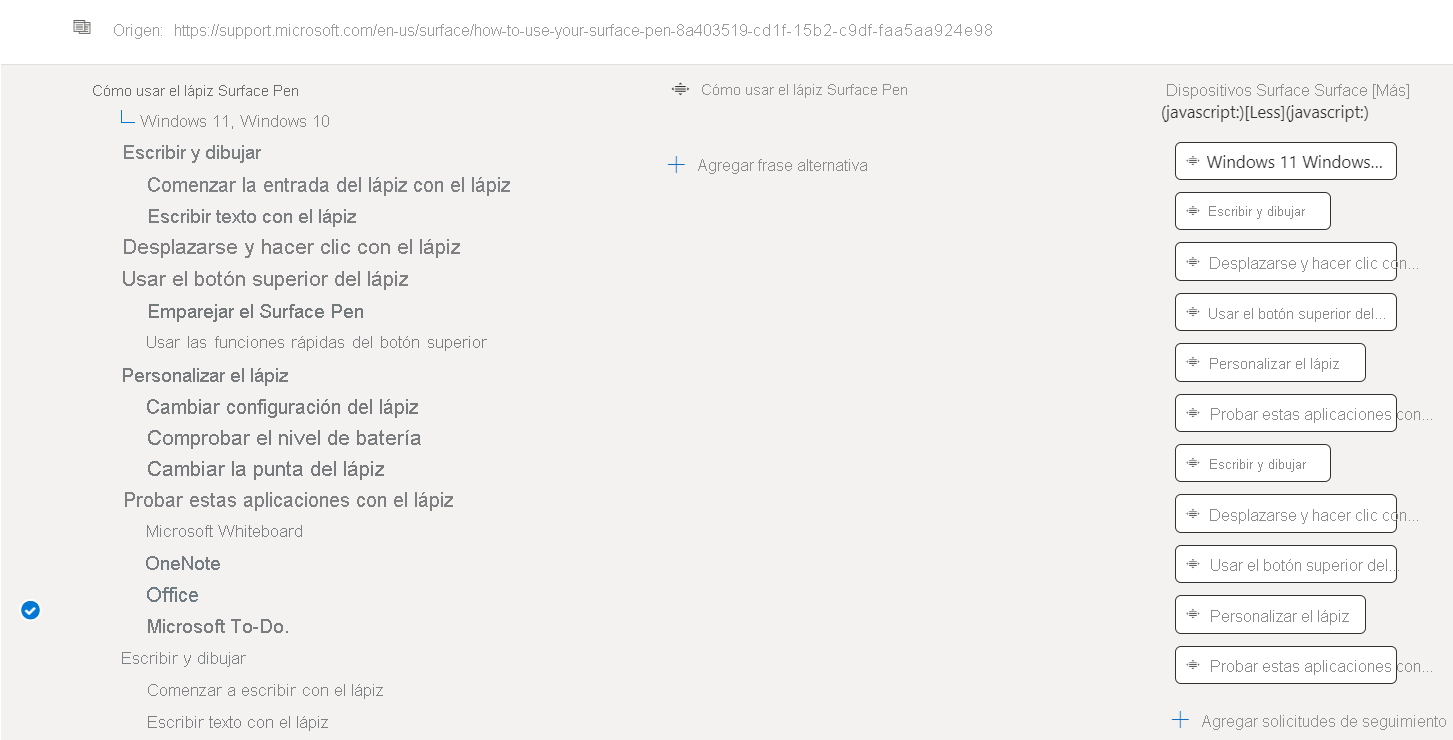 Origen: https://support.microsoft.com/en-us/surface/how-to-use-your-surface-pen-8a403519-cd1f-15b2-c9df-faa5aa924e98
Cómo usar el lápiz Surface Pen
Windows 11, Windows 10
Escribir y dibujar
Comenzar la entrada del lápiz con el lápiz
Escribir texto con el lápiz
Desplazarse y hacer clic con el lápiz
Usar el botón superior del lápiz
Emparejar el Surface Pen
Usar las funciones rápidas del botón superior
Personalizar el lápiz
Cambiar configuración del lápiz
Comprobar el nivel de batería
Cambiar la punta del lápiz
Probar estas aplicaciones con el lápiz
Microsoft Whiteboard
OneNote
Office
Microsoft To-Do.
Escribir y dibujar
Comenzar a escribir con el lápiz
Escribir texto con el lápiz
Cómo usar el lápiz Surface Pen
Agregar frase alternativa
Dispositivos Surface Surface [Más]
(javascript:)[Less](javascript:)
Windows 11 Windows...
Escribir y dibujar
Desplazarse y hacer clic con...
Usar el botón superior del...
Personalizar el lápiz
Probar estas aplicaciones con...
Escribir y dibujar
Desplazarse y hacer clic con...
Usar el botón superior del...
Personalizar el lápiz
Probar estas aplicaciones con...
Agregar solicitudes de seguimiento